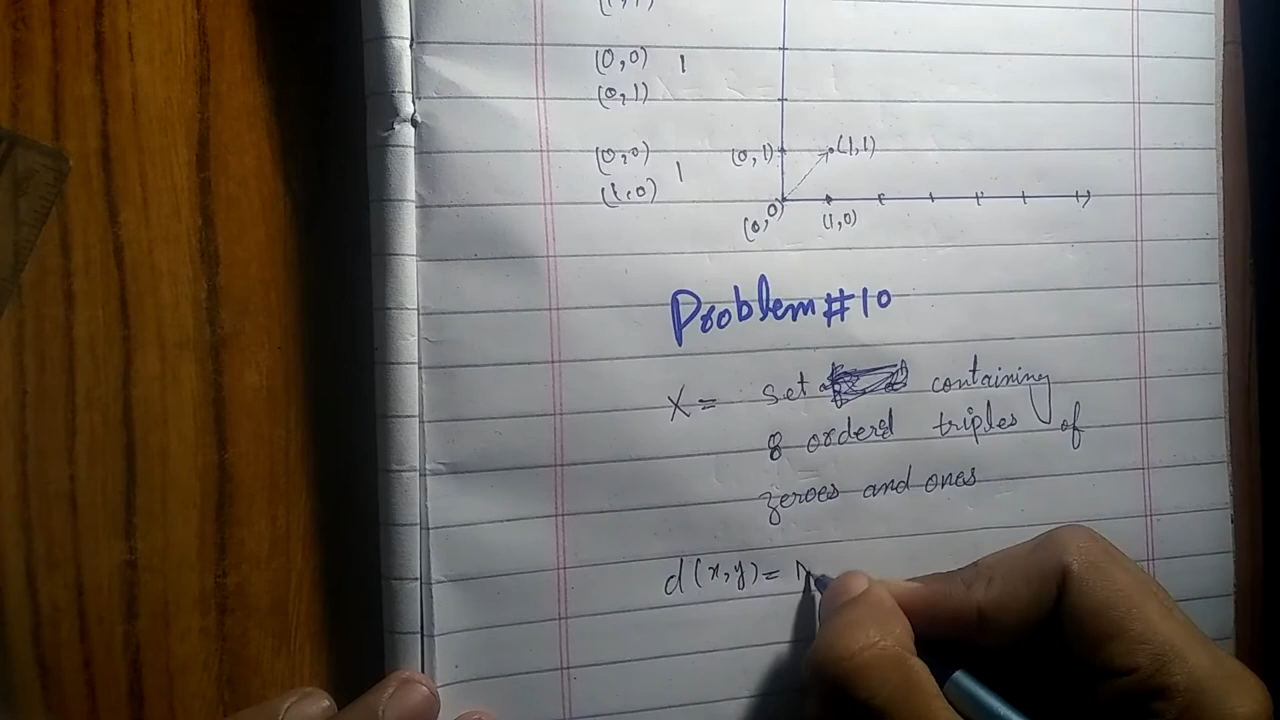 (0,0) 1
(0,1)
(0,0) 1
(1,0)
(0,1)
(1,1)
(0,0)
(1,0)
Problem #10
X = set containing
8 orderd triples of
zeroes and ones
d(x,y) =